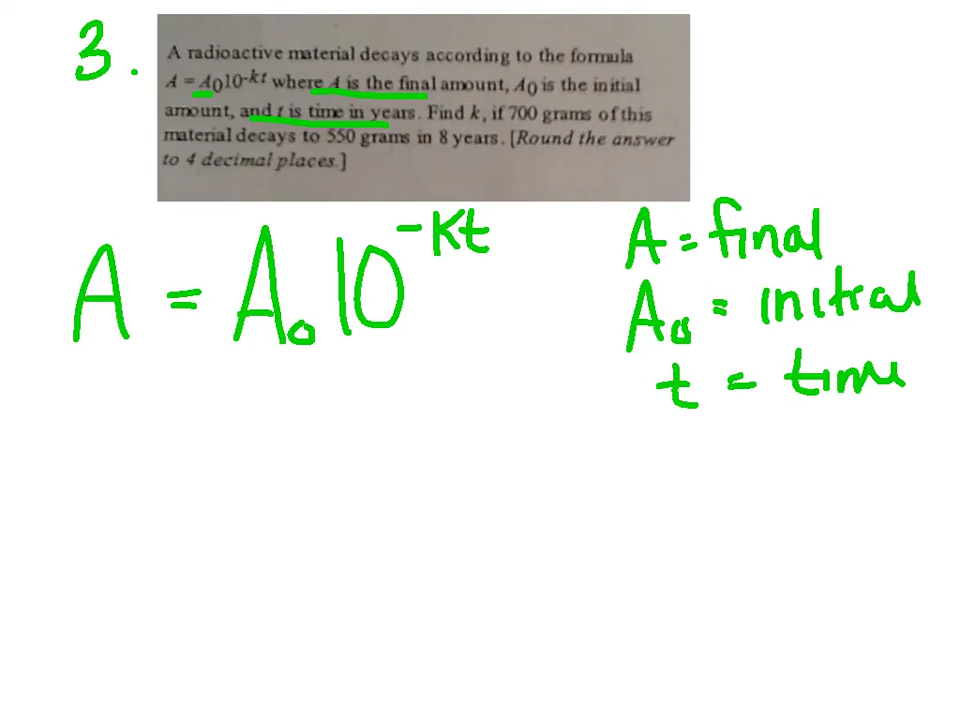 3.
A radioactive material decays according to the formula
A = A₀10⁻ᵏᵗ where A is the final amount, A₀ is the initial
amount, and t is time in years. Find k, if 700 grams of this
material decays to 550 grams in 8 years. [Round the answer
to 4 decimal places.]
A = A₀ 10⁻ᴷᵗ
A = final
A₀ = initial
t = time